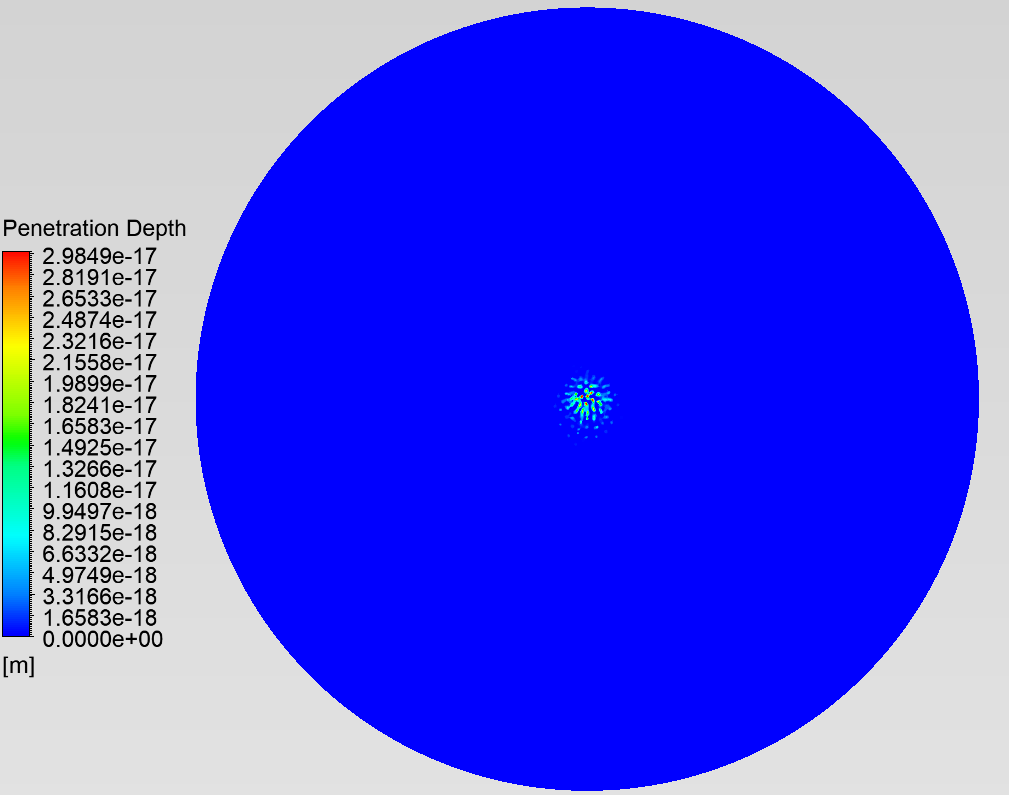 Penetration Depth
2.9849e-17
2.8191e-17
2.6533e-17
2.4874e-17
2.3216e-17
2.1558e-17
1.9899e-17
1.8241e-17
1.6583e-17
1.4925e-17
1.3266e-17
1.1608e-17
9.9497e-18
8.2915e-18
6.6332e-18
4.9749e-18
3.3166e-18
1.6583e-18
0.0000e+00
[m]